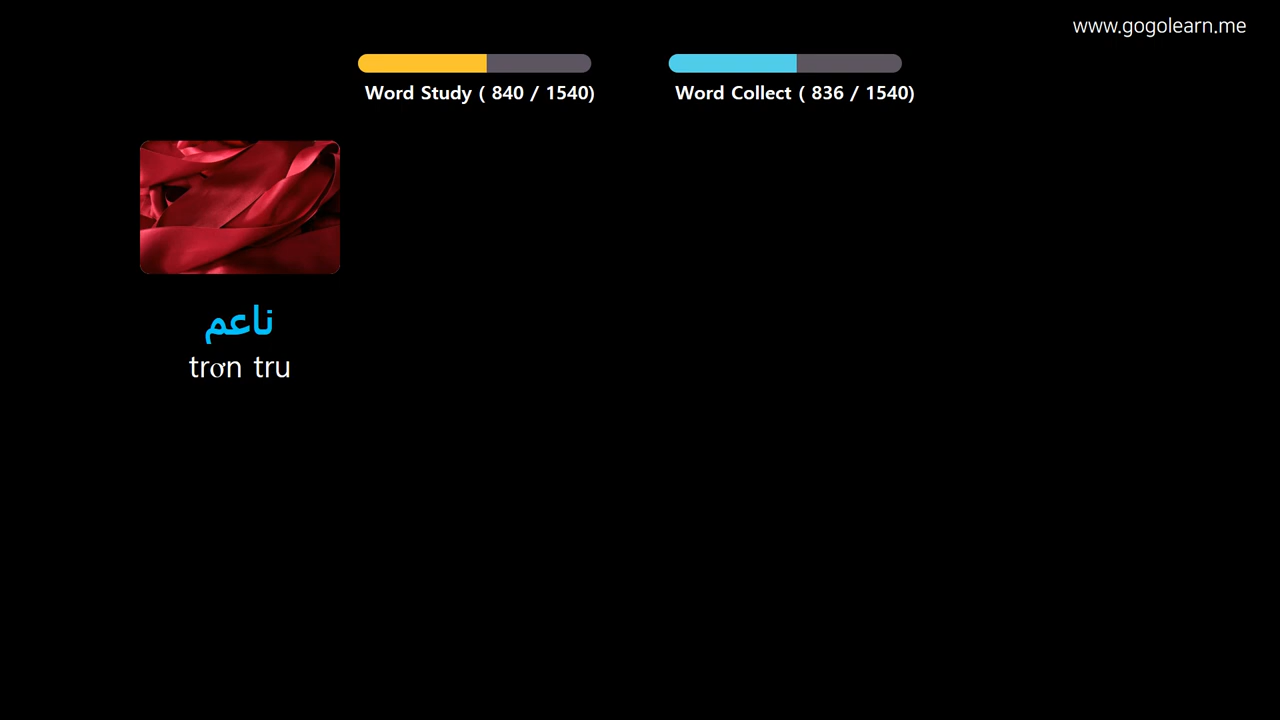 www.gogolearn.me
Word Study ( 840 / 1540)
Word Collect ( 836 / 1540)
ناعم
trơn tru